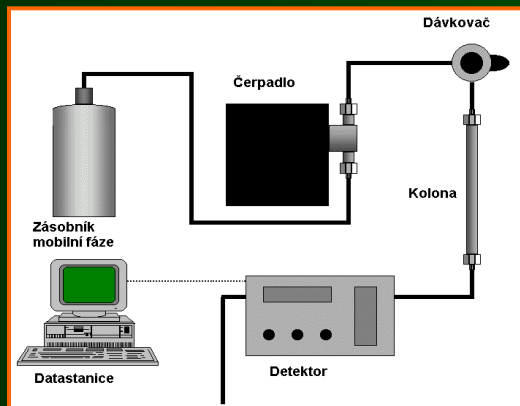 Dávkovač
Čerpadlo
Kolona
Zásobník
mobilní fáze
Datastanice
Detektor